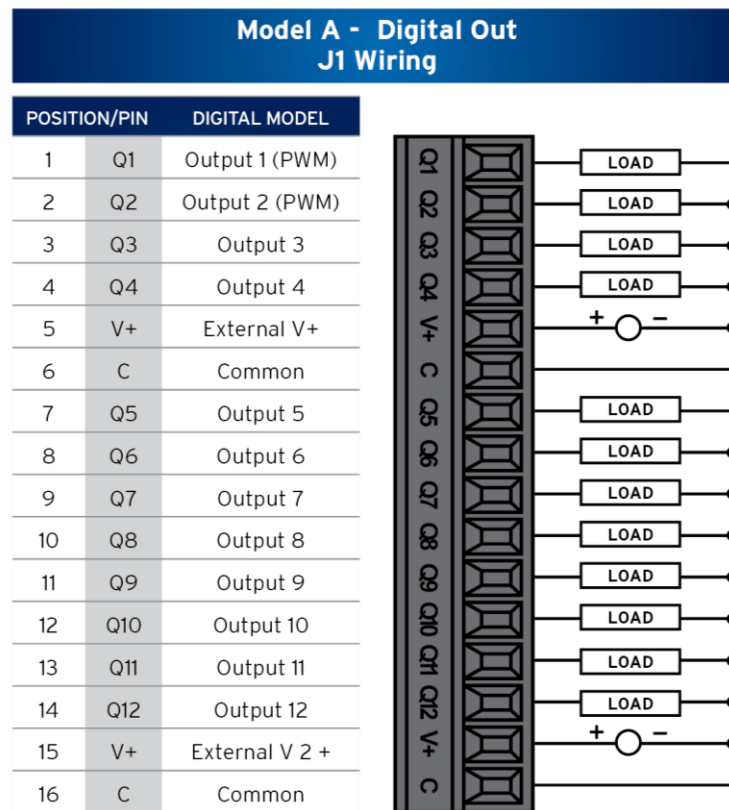 Model A - Digital Out
J1 Wiring
POSITION/PIN DIGITAL MODEL
1 Q1 Output 1 (PWM)
2 Q2 Output 2 (PWM)
3 Q3 Output 3
4 Q4 Output 4
5 V+ External V+
6 C Common
7 Q5 Output 5
8 Q6 Output 6
9 Q7 Output 7
10 Q8 Output 8
11 Q9 Output 9
12 Q10 Output 10
13 Q11 Output 11
14 Q12 Output 12
15 V+ External V 2 +
16 C Common
Q1 LOAD
Q2 LOAD
Q3 LOAD
Q4 LOAD
V+ + −
C
Q5 LOAD
Q6 LOAD
Q7 LOAD
Q8 LOAD
Q9 LOAD
Q10 LOAD
Q11 LOAD
Q12 LOAD
V+ + −
C